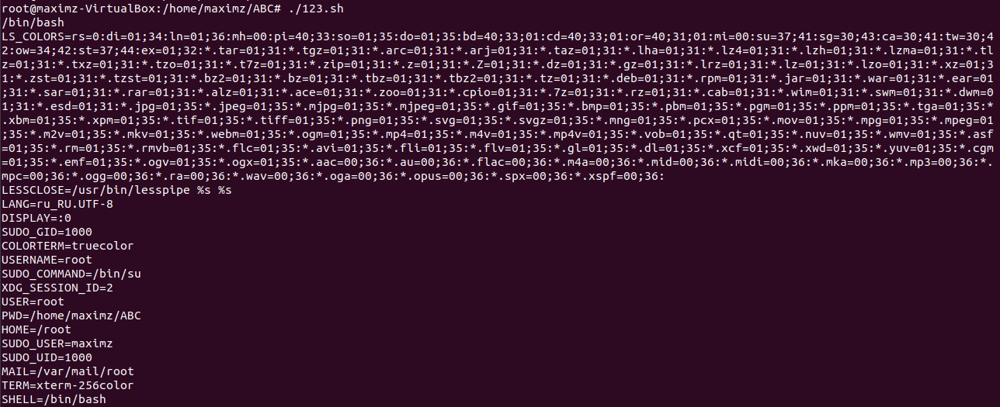 root@maximz-VirtualBox:/home/maximz/ABC# ./123.sh
/bin/bash
LS_COLORS=rs=0:di=01;34:ln=01;36:mh=00:pi=40;33:so=01;35:do=01;35:bd=40;33;01:cd=40;33;01:or=40;31;01:mi=00:su=37;41:sg=30;43:ca=30;41:tw=30;4
2:ow=34;42:st=37;44:ex=01;32:*.tar=01;31:*.tgz=01;31:*.arc=01;31:*.arj=01;31:*.taz=01;31:*.lha=01;31:*.lz4=01;31:*.lzh=01;31:*.lzma=01;31:*.tl
z=01;31:*.txz=01;31:*.tzo=01;31:*.t7z=01;31:*.zip=01;31:*.z=01;31:*.Z=01;31:*.dz=01;31:*.gz=01;31:*.lrz=01;31:*.lz=01;31:*.lzo=01;31:*.xz=01;3
1:*.zst=01;31:*.tzst=01;31:*.bz2=01;31:*.bz=01;31:*.tbz=01;31:*.tbz2=01;31:*.tz=01;31:*.deb=01;31:*.rpm=01;31:*.jar=01;31:*.war=01;31:*.ear=01
;31:*.sar=01;31:*.rar=01;31:*.alz=01;31:*.ace=01;31:*.zoo=01;31:*.cpio=01;31:*.7z=01;31:*.rz=01;31:*.cab=01;31:*.wim=01;31:*.swm=01;31:*.dwm=0
1;31:*.esd=01;31:*.jpg=01;35:*.jpeg=01;35:*.mjpg=01;35:*.mjpeg=01;35:*.gif=01;35:*.bmp=01;35:*.pbm=01;35:*.pgm=01;35:*.ppm=01;35:*.tga=01;35:*
.xbm=01;35:*.xpm=01;35:*.tif=01;35:*.tiff=01;35:*.png=01;35:*.svg=01;35:*.svgz=01;35:*.mng=01;35:*.pcx=01;35:*.mov=01;35:*.mpg=01;35:*.mpeg=01
;35:*.m2v=01;35:*.mkv=01;35:*.webm=01;35:*.ogm=01;35:*.mp4=01;35:*.m4v=01;35:*.mp4v=01;35:*.vob=01;35:*.qt=01;35:*.nuv=01;35:*.wmv=01;35:*.asf
=01;35:*.rm=01;35:*.rmvb=01;35:*.flc=01;35:*.avi=01;35:*.fli=01;35:*.flv=01;35:*.gl=01;35:*.dl=01;35:*.xcf=01;35:*.xwd=01;35:*.yuv=01;35:*.cgm
=01;35:*.emf=01;35:*.ogv=01;35:*.ogx=01;35:*.aac=00;36:*.au=00;36:*.flac=00;36:*.m4a=00;36:*.mid=00;36:*.midi=00;36:*.mka=00;36:*.mp3=00;36:*.
mpc=00;36:*.ogg=00;36:*.ra=00;36:*.wav=00;36:*.oga=00;36:*.opus=00;36:*.spx=00;36:*.xspf=00;36:
LESSCLOSE=/usr/bin/lesspipe %s %s
LANG=ru_RU.UTF-8
DISPLAY=:0
SUDO_GID=1000
COLORTERM=truecolor
USERNAME=root
SUDO_COMMAND=/bin/su
XDG_SESSION_ID=2
USER=root
PWD=/home/maximz/ABC
HOME=/root
SUDO_USER=maximz
SUDO_UID=1000
MAIL=/var/mail/root
TERM=xterm-256color
SHELL=/bin/bash